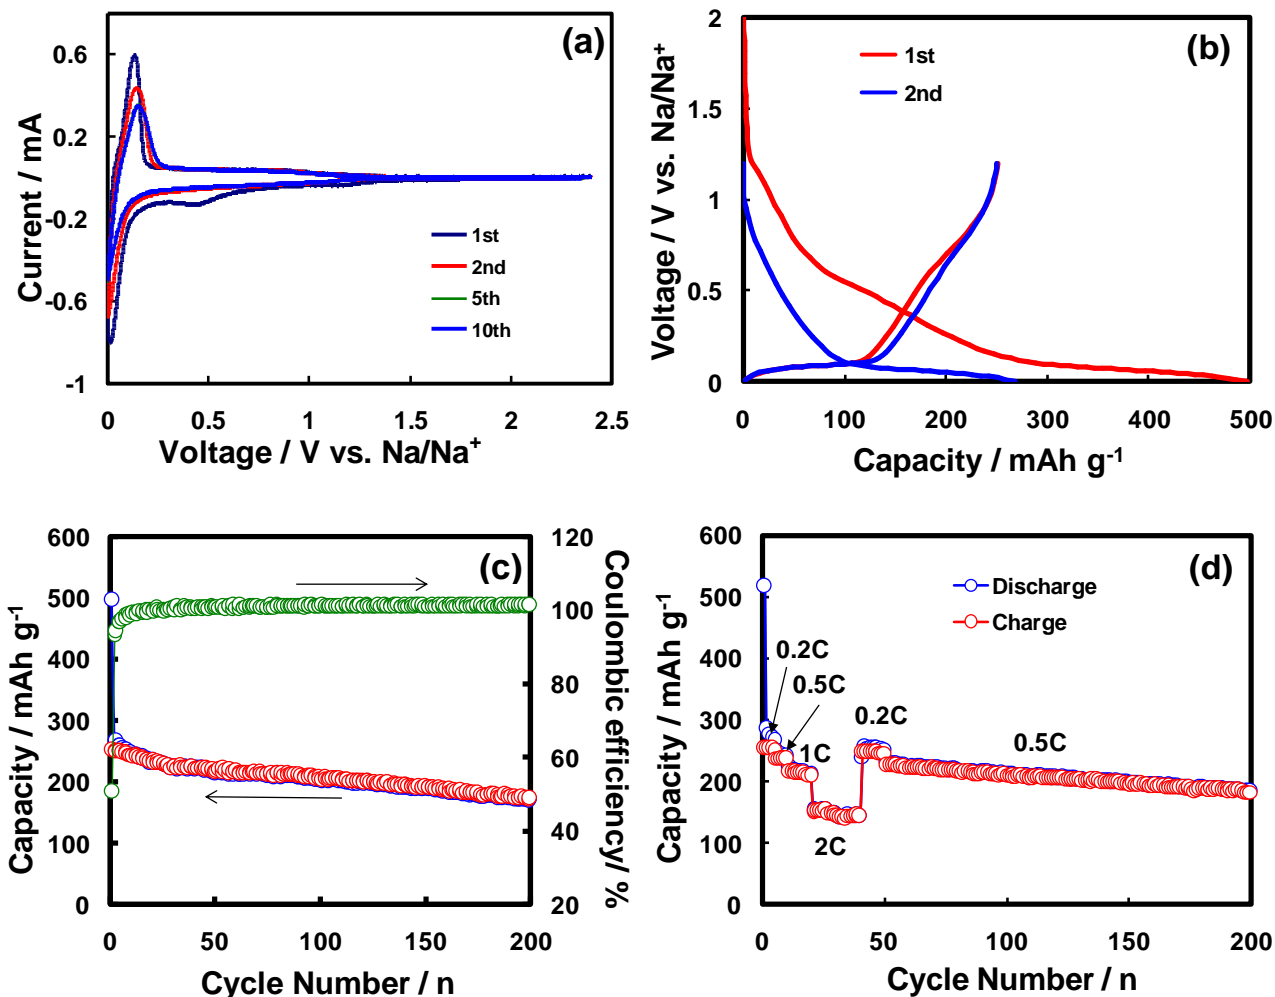 (a)
0.6
0.2
-0.2
-0.6
-1
Current / mA
1st
2nd
5th
10th
0
0.5
1
1.5
2
2.5
Voltage / V vs. Na/Na+
(b)
2
1.5
1
0.5
0
Voltage / V vs. Na/Na+
1st
2nd
0
100
200
300
400
500
Capacity / mAh g-1
(c)
600
500
400
300
200
100
0
Capacity / mAh g-1
120
100
80
60
40
20
Coulombic efficiency/ %
0
50
100
150
200
Cycle Number / n
(d)
600
500
400
300
200
100
0
Capacity / mAh g-1
Discharge
Charge
0.2C
0.5C
1C
2C
0.2C
0.5C
0
50
100
150
200
Cycle Number / n